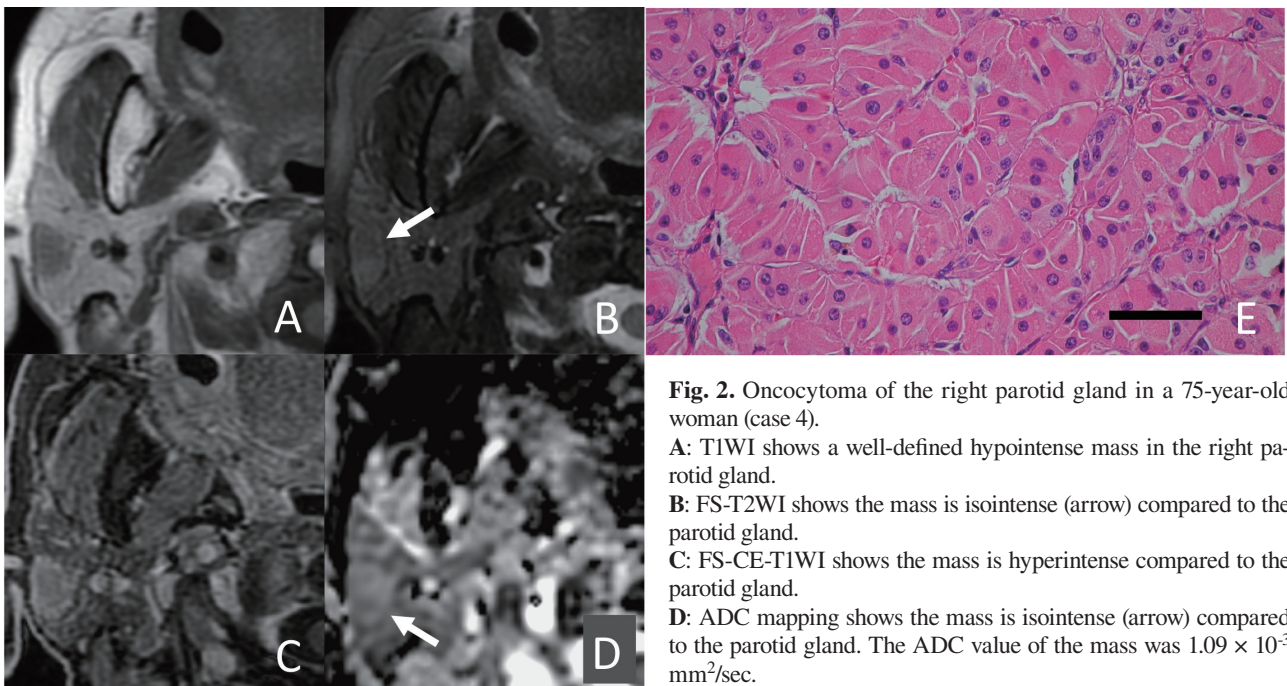 A
B
E
C
D
Fig. 2. Oncocytoma of the right parotid gland in a 75-year-old
woman (case 4).
A: T1WI shows a well-defined hypointense mass in the right pa-
rotid gland.
B: FS-T2WI shows the mass is isointense (arrow) compared to the
parotid gland.
C: FS-CE-T1WI shows the mass is hyperintense compared to the
parotid gland.
D: ADC mapping shows the mass is isointense (arrow) compared
to the parotid gland. The ADC value of the mass was 1.09 × 10⁻³
mm²/sec.